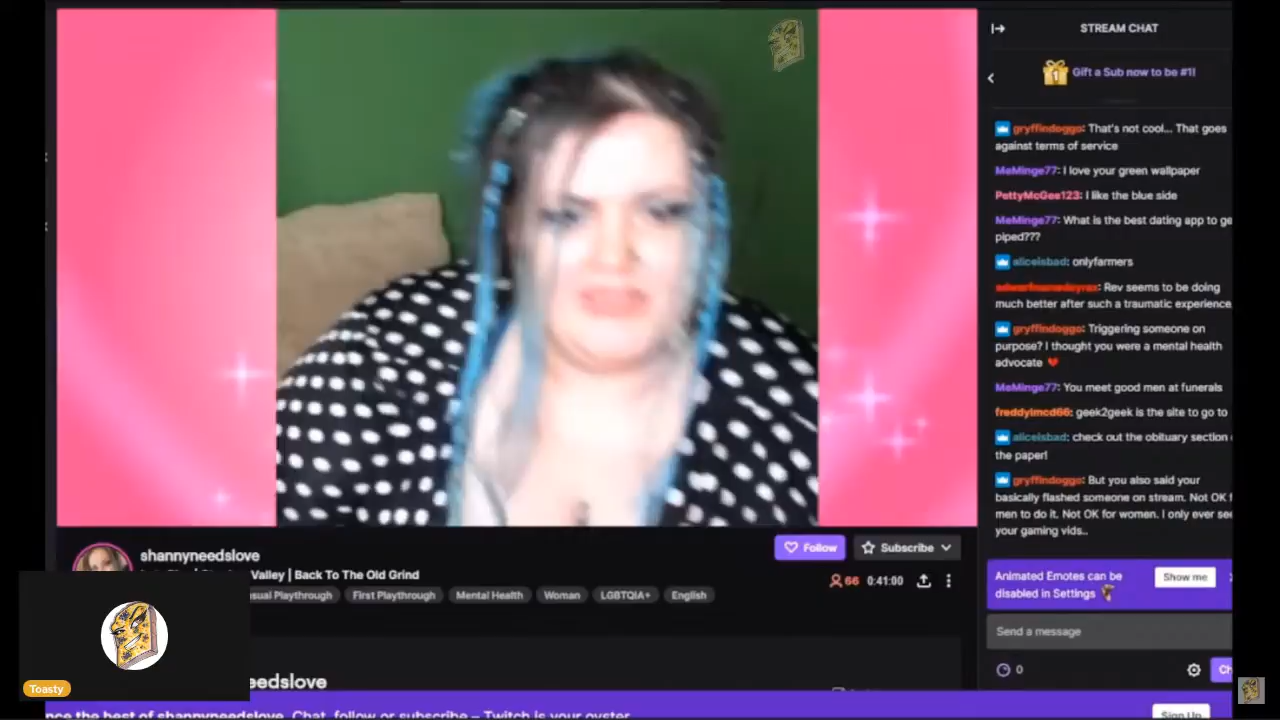 STREAM CHAT
1
Gift a Sub now to be #1!
gryffindoggo: That's not cool... That goes
against terms of service
MeMinge77: I love your green wallpaper
PettyMcGee123: I like the blue side
MeMinge77: What is the best dating app to ge
piped???
aliceisbad: onlyfarmers
Rev seems to be doing
much better after such a traumatic experience.
gryffindoggo: Triggering someone on
purpose? I thought you were a mental health
advocate
MeMinge77: You meet good men at funerals
freddylmcd66: geek2geek is the site to go to
aliceisbad: check out the obituary section
the paper!
gryffindoggo: But you also said your
basically flashed someone on stream. Not OK f
men to do it. Not OK for women. I only ever see
your gaming vids..
Animated Emotes can be
disabled in Settings
Show me
Send a message
0
Ch
shannyneedslove
Follow
Subscribe
Valley | Back To The Old Grind
66
0:41:00
sual Playthrough
First Playthrough
Mental Health
Woman
LGBTQIA+
English
Toasty
eedslove
nce the best of shannyneedslove. Chat, follow or subscribe – Twitch is your oyster.
Sign Up